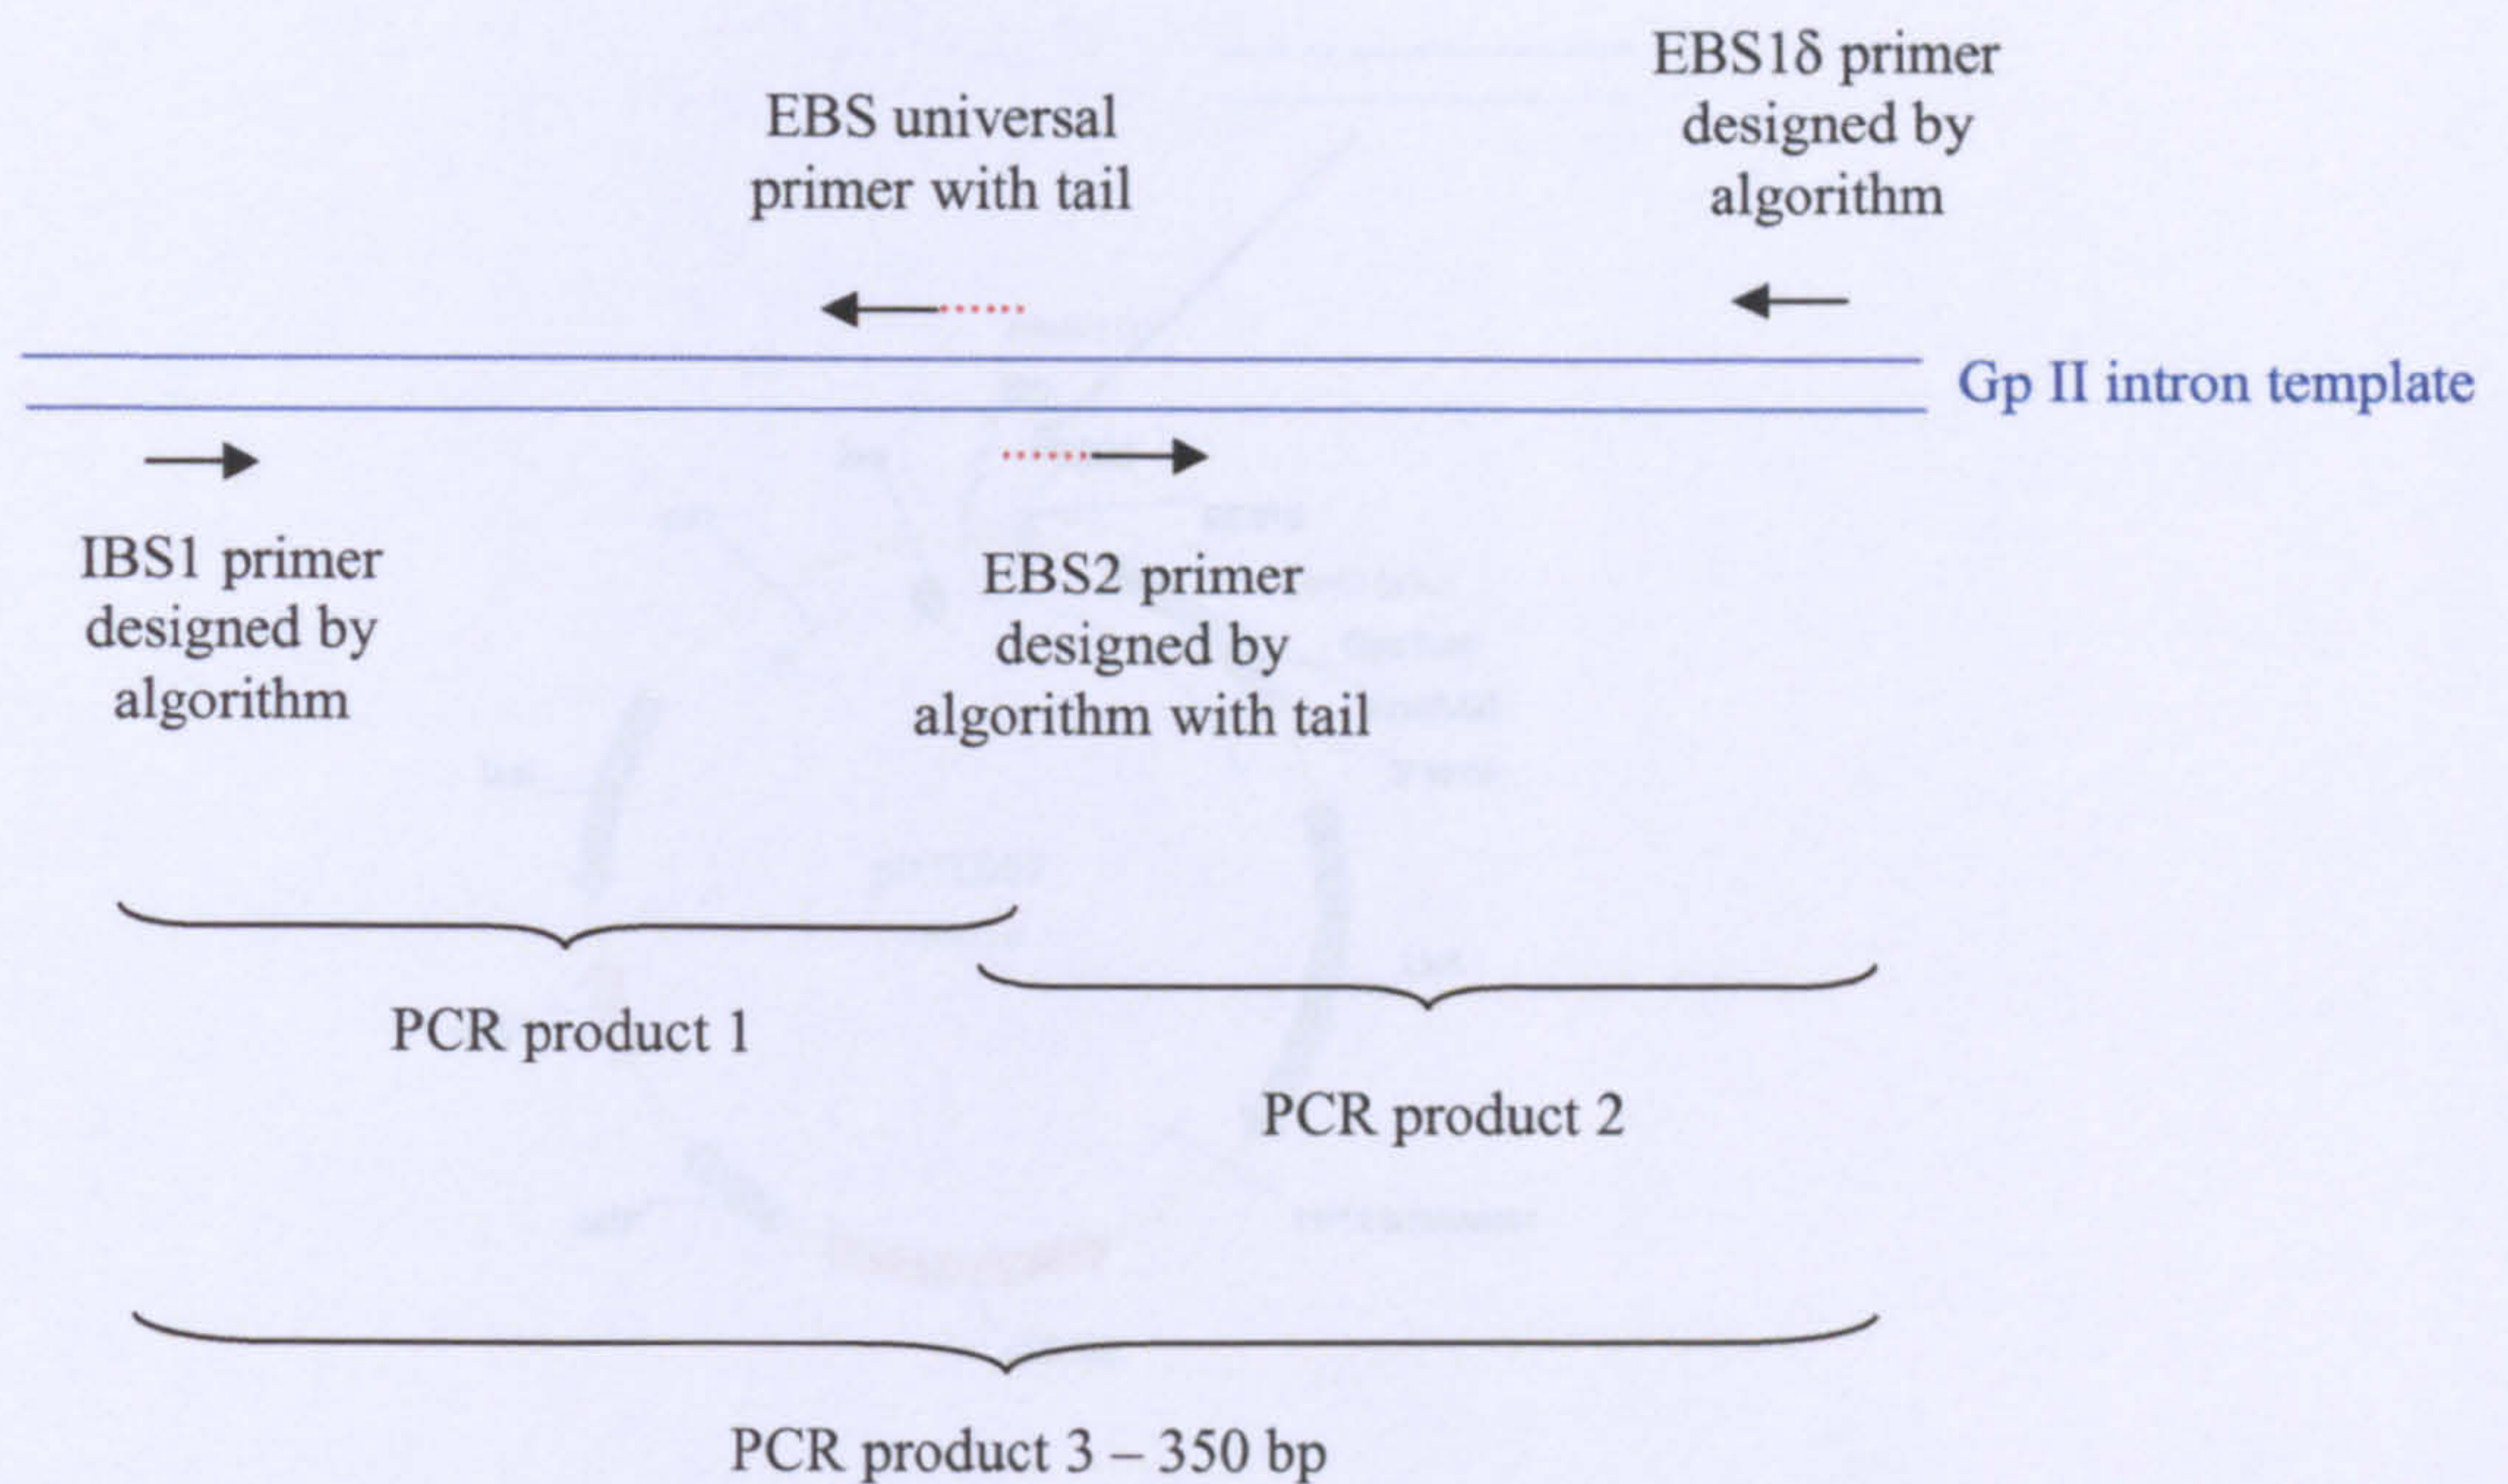 EBS1δ primer
designed by
algorithm
EBS universal
primer with tail
Gp II intron template
IBS1 primer
designed by
algorithm
EBS2 primer
designed by
algorithm with tail
PCR product 1
PCR product 2
PCR product 3 – 350 bp